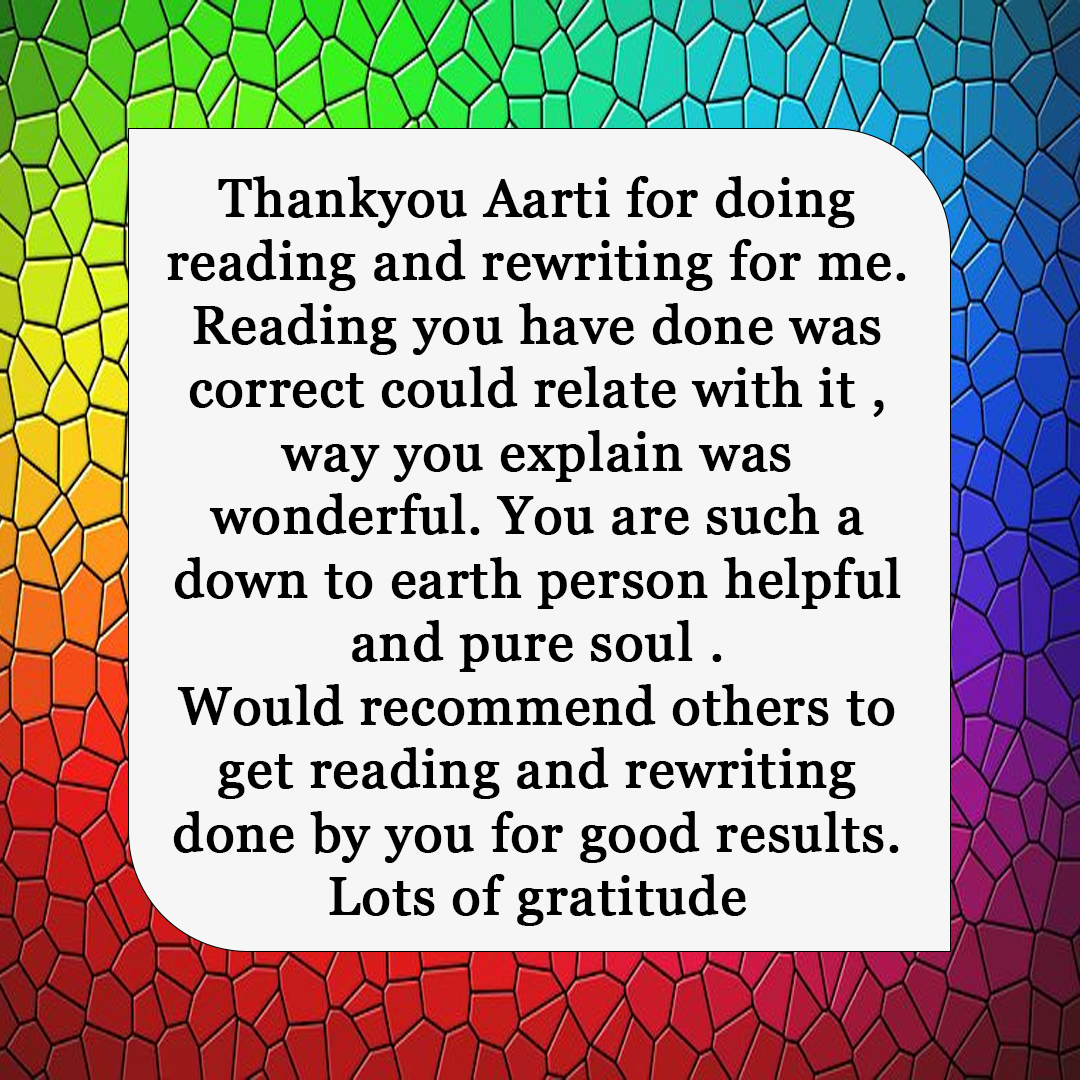 Thankyou Aarti for doing
reading and rewriting for me.
Reading you have done was
correct could relate with it ,
way you explain was
wonderful. You are such a
down to earth person helpful
and pure soul .
Would recommend others to
get reading and rewriting
done by you for good results.
Lots of gratitude